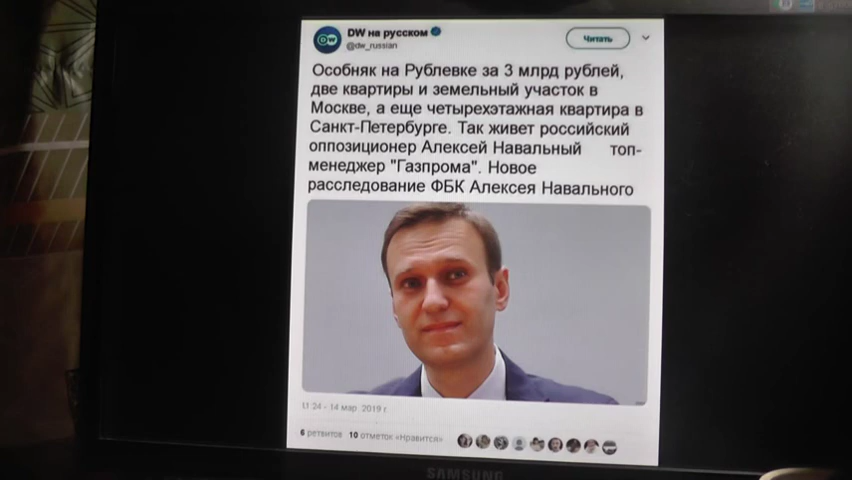 DW на русском
@dw_russian
Читать
Особняк на Рублевке за 3 млрд рублей,
две квартиры и земельный участок в
Москве, а еще четырехэтажная квартира в
Санкт-Петербурге. Так живет российский
оппозиционер Алексей Навальный топ-
менеджер "Газпрома". Новое
расследование ФБК Алексея Навального
11:24 - 14 мар. 2019 г.
6 ретвитов 10 отметок «Нравится»
SAMSUNG